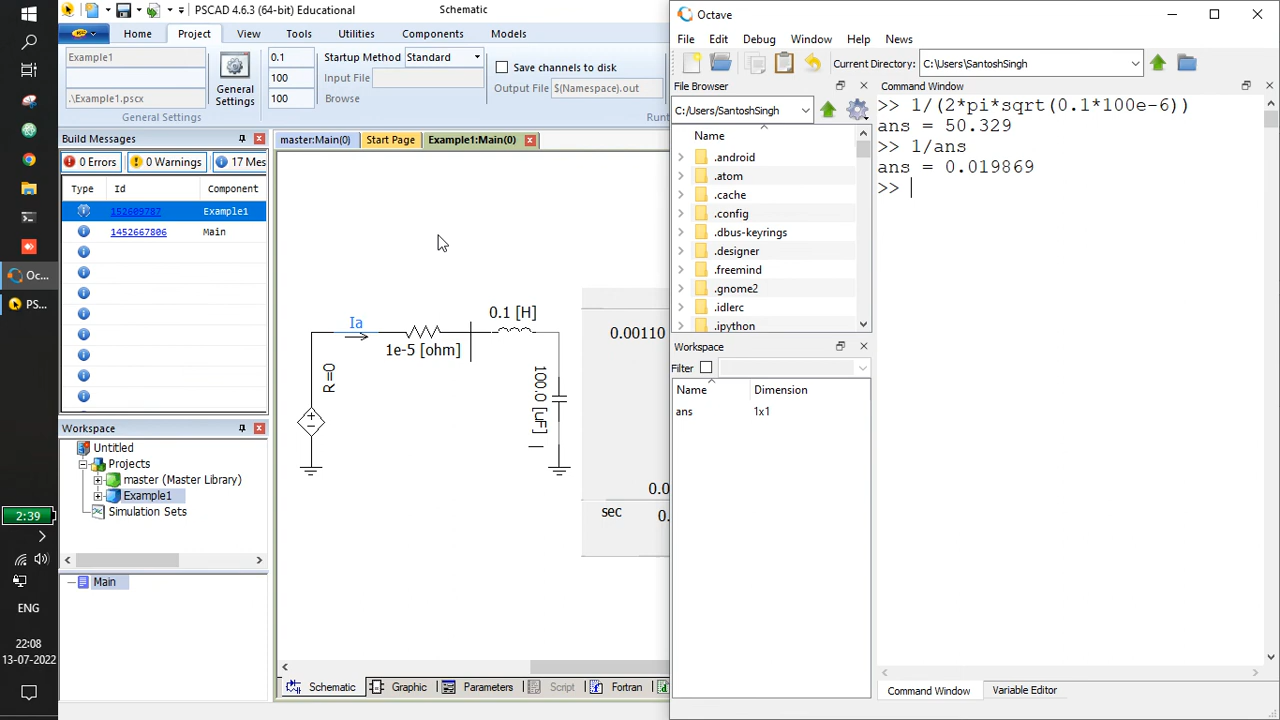 PSCAD 4.6.3 (64-bit) Educational
Schematic
Home
Project
View
Tools
Utilities
Components
Models
Example1
.\Example1.pscx
General Settings
General Settings
0.1
100
100
Startup Method
Standard
Input File
Browse
Save channels to disk
Output File
$(Namespace).out
Runt
Build Messages
0 Errors
0 Warnings
17 Mes
Type
Id
Component
152609787
Example1
1452667806
Main
Workspace
Untitled
Projects
master (Master Library)
Example1
Simulation Sets
Main
master:Main(0)
Start Page
Example1:Main(0)
Ia
1e-5 [ohm]
0.1 [H]
R=0
100.0 [uF]
0.00110
0.0
sec
0.
Schematic
Graphic
Parameters
Script
Fortran
2:39
ENG
22:08
13-07-2022
Oc...
PS...
Octave
File
Edit
Debug
Window
Help
News
Current Directory:
C:\Users\SantoshSingh
File Browser
C:/Users/SantoshSingh
Name
.android
.atom
.cache
.config
.dbus-keyrings
.designer
.freemind
.gnome2
.idlerc
.ipython
Workspace
Filter
Name
Dimension
ans
1x1
Command Window
>> 1/(2*pi*sqrt(0.1*100e-6))
ans = 50.329
>> 1/ans
ans = 0.019869
>>
Command Window
Variable Editor